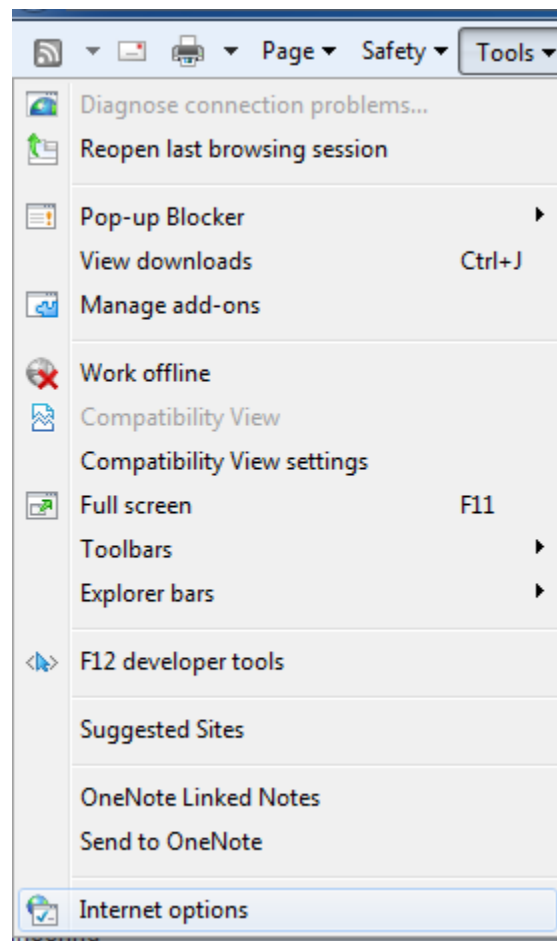 Page Safety Tools
Diagnose connection problems...
Reopen last browsing session
Pop-up Blocker
View downloads Ctrl+J
Manage add-ons
Work offline
Compatibility View
Compatibility View settings
Full screen F11
Toolbars
Explorer bars
F12 developer tools
Suggested Sites
OneNote Linked Notes
Send to OneNote
Internet options